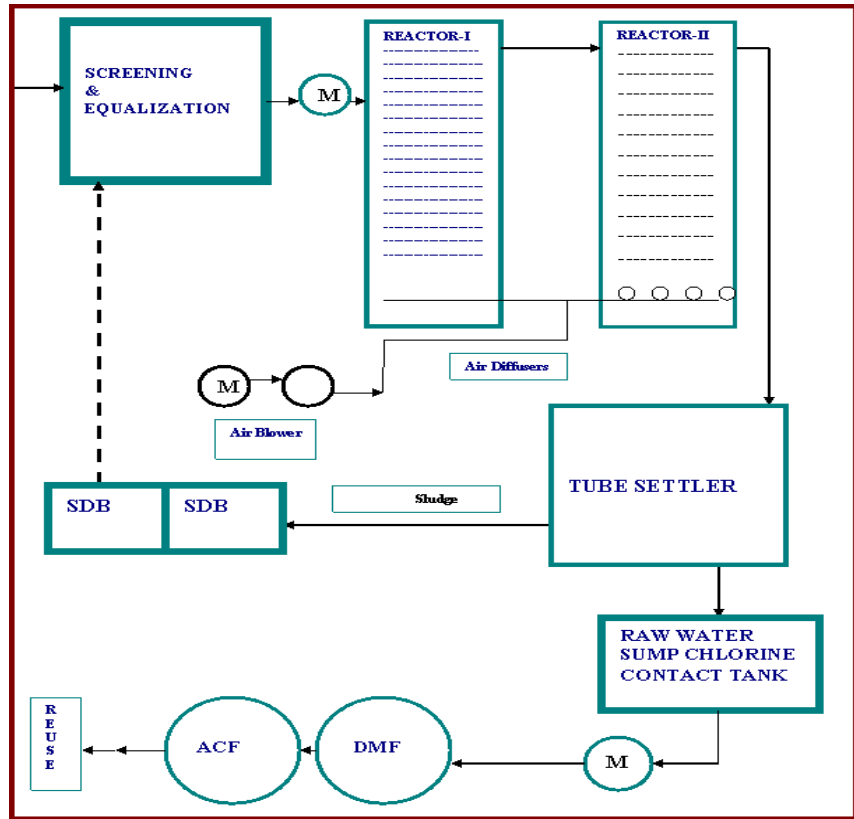 SCREENING
&
EQUALIZATION
M
REACTOR-I
REACTOR-II
M
Air Blower
Air Diffusers
TUBE SETTLER
Sludge
SDB
SDB
RAW WATER
SUMP CHLORINE
CONTACT TANK
M
DMF
ACF
REUSE